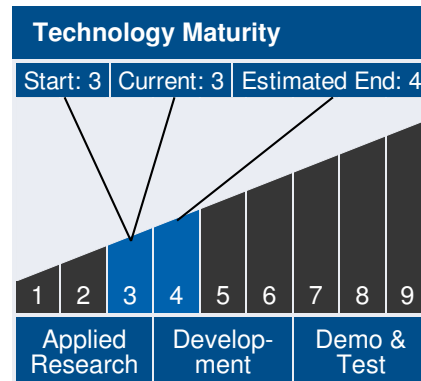 Technology Maturity
Start: 3 Current: 3 Estimated End: 4
1 2 3 4 5 6 7 8 9
Applied
Research
Develop-
ment
Demo &
Test